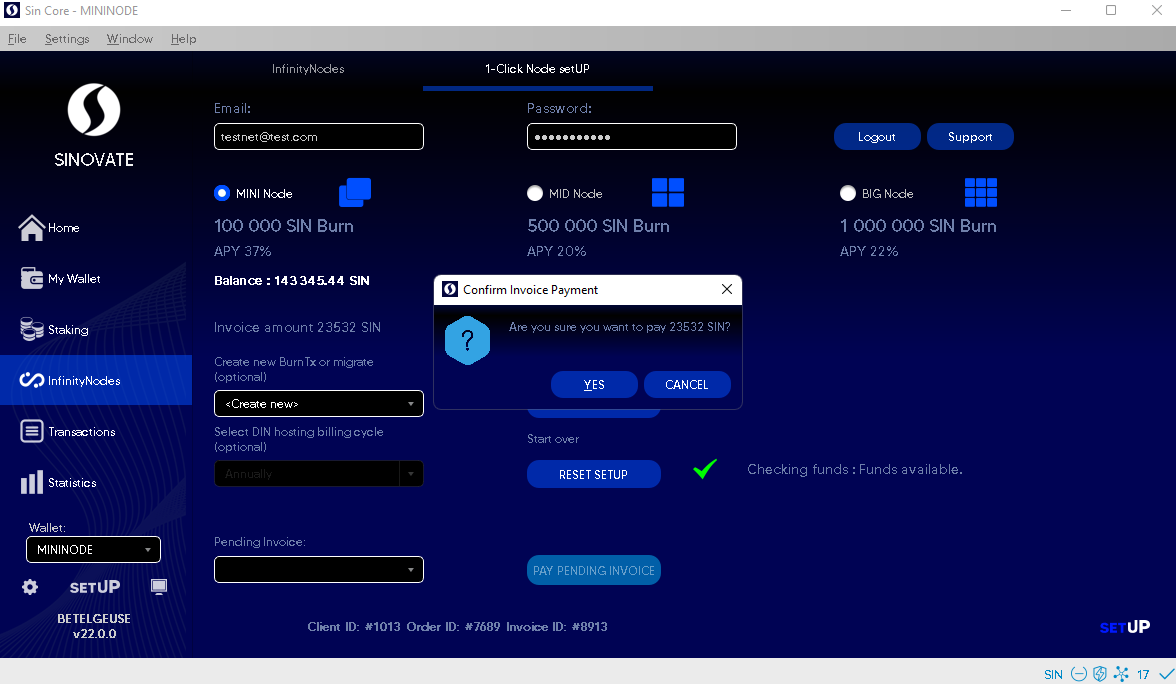 Sin Core - MININODE
File Settings Window Help
InfinityNodes
1-Click Node setUP
Email:
Password:
testnet@test.com
●●●●●●●●●●●
Logout
Support
SINOVATE
MINI Node
MID Node
BIG Node
100 000 SIN Burn
500 000 SIN Burn
1 000 000 SIN Burn
APY 37%
APY 20%
APY 22%
Balance : 143 345.44 SIN
Home
My Wallet
Staking
InfinityNodes
Transactions
Statistics
Confirm Invoice Payment
?
Are you sure you want to pay 23532 SIN?
YES
CANCEL
Invoice amount 23532 SIN
Create new BurnTx or migrate
(optional)
<Create new>
Select DIN hosting billing cycle
(optional)
Annually
Start over
RESET SETUP
Checking funds : Funds available.
Wallet:
MININODE
Pending Invoice:
PAY PENDING INVOICE
SETUP
BETELGEUSE
v22.0.0
Client ID: #1013 Order ID: #7689 Invoice ID: #8913
SETUP
SIN
17